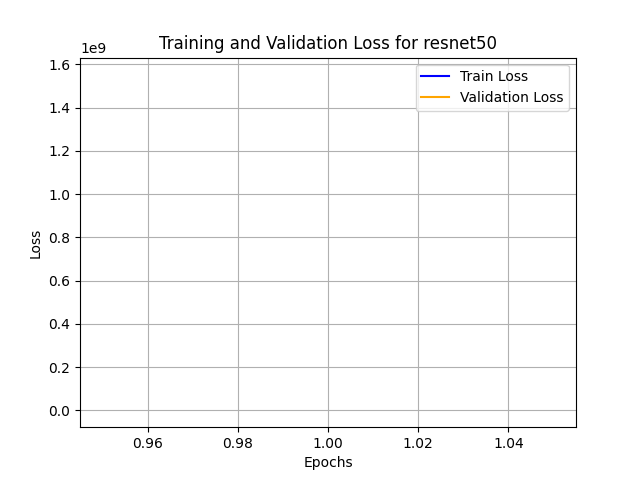 Training and Validation Loss for resnet50
1e9
Train Loss
Validation Loss
1.6
1.4
1.2
1.0
0.8
0.6
0.4
0.2
0.0
Loss
0.96 0.98 1.00 1.02 1.04
Epochs